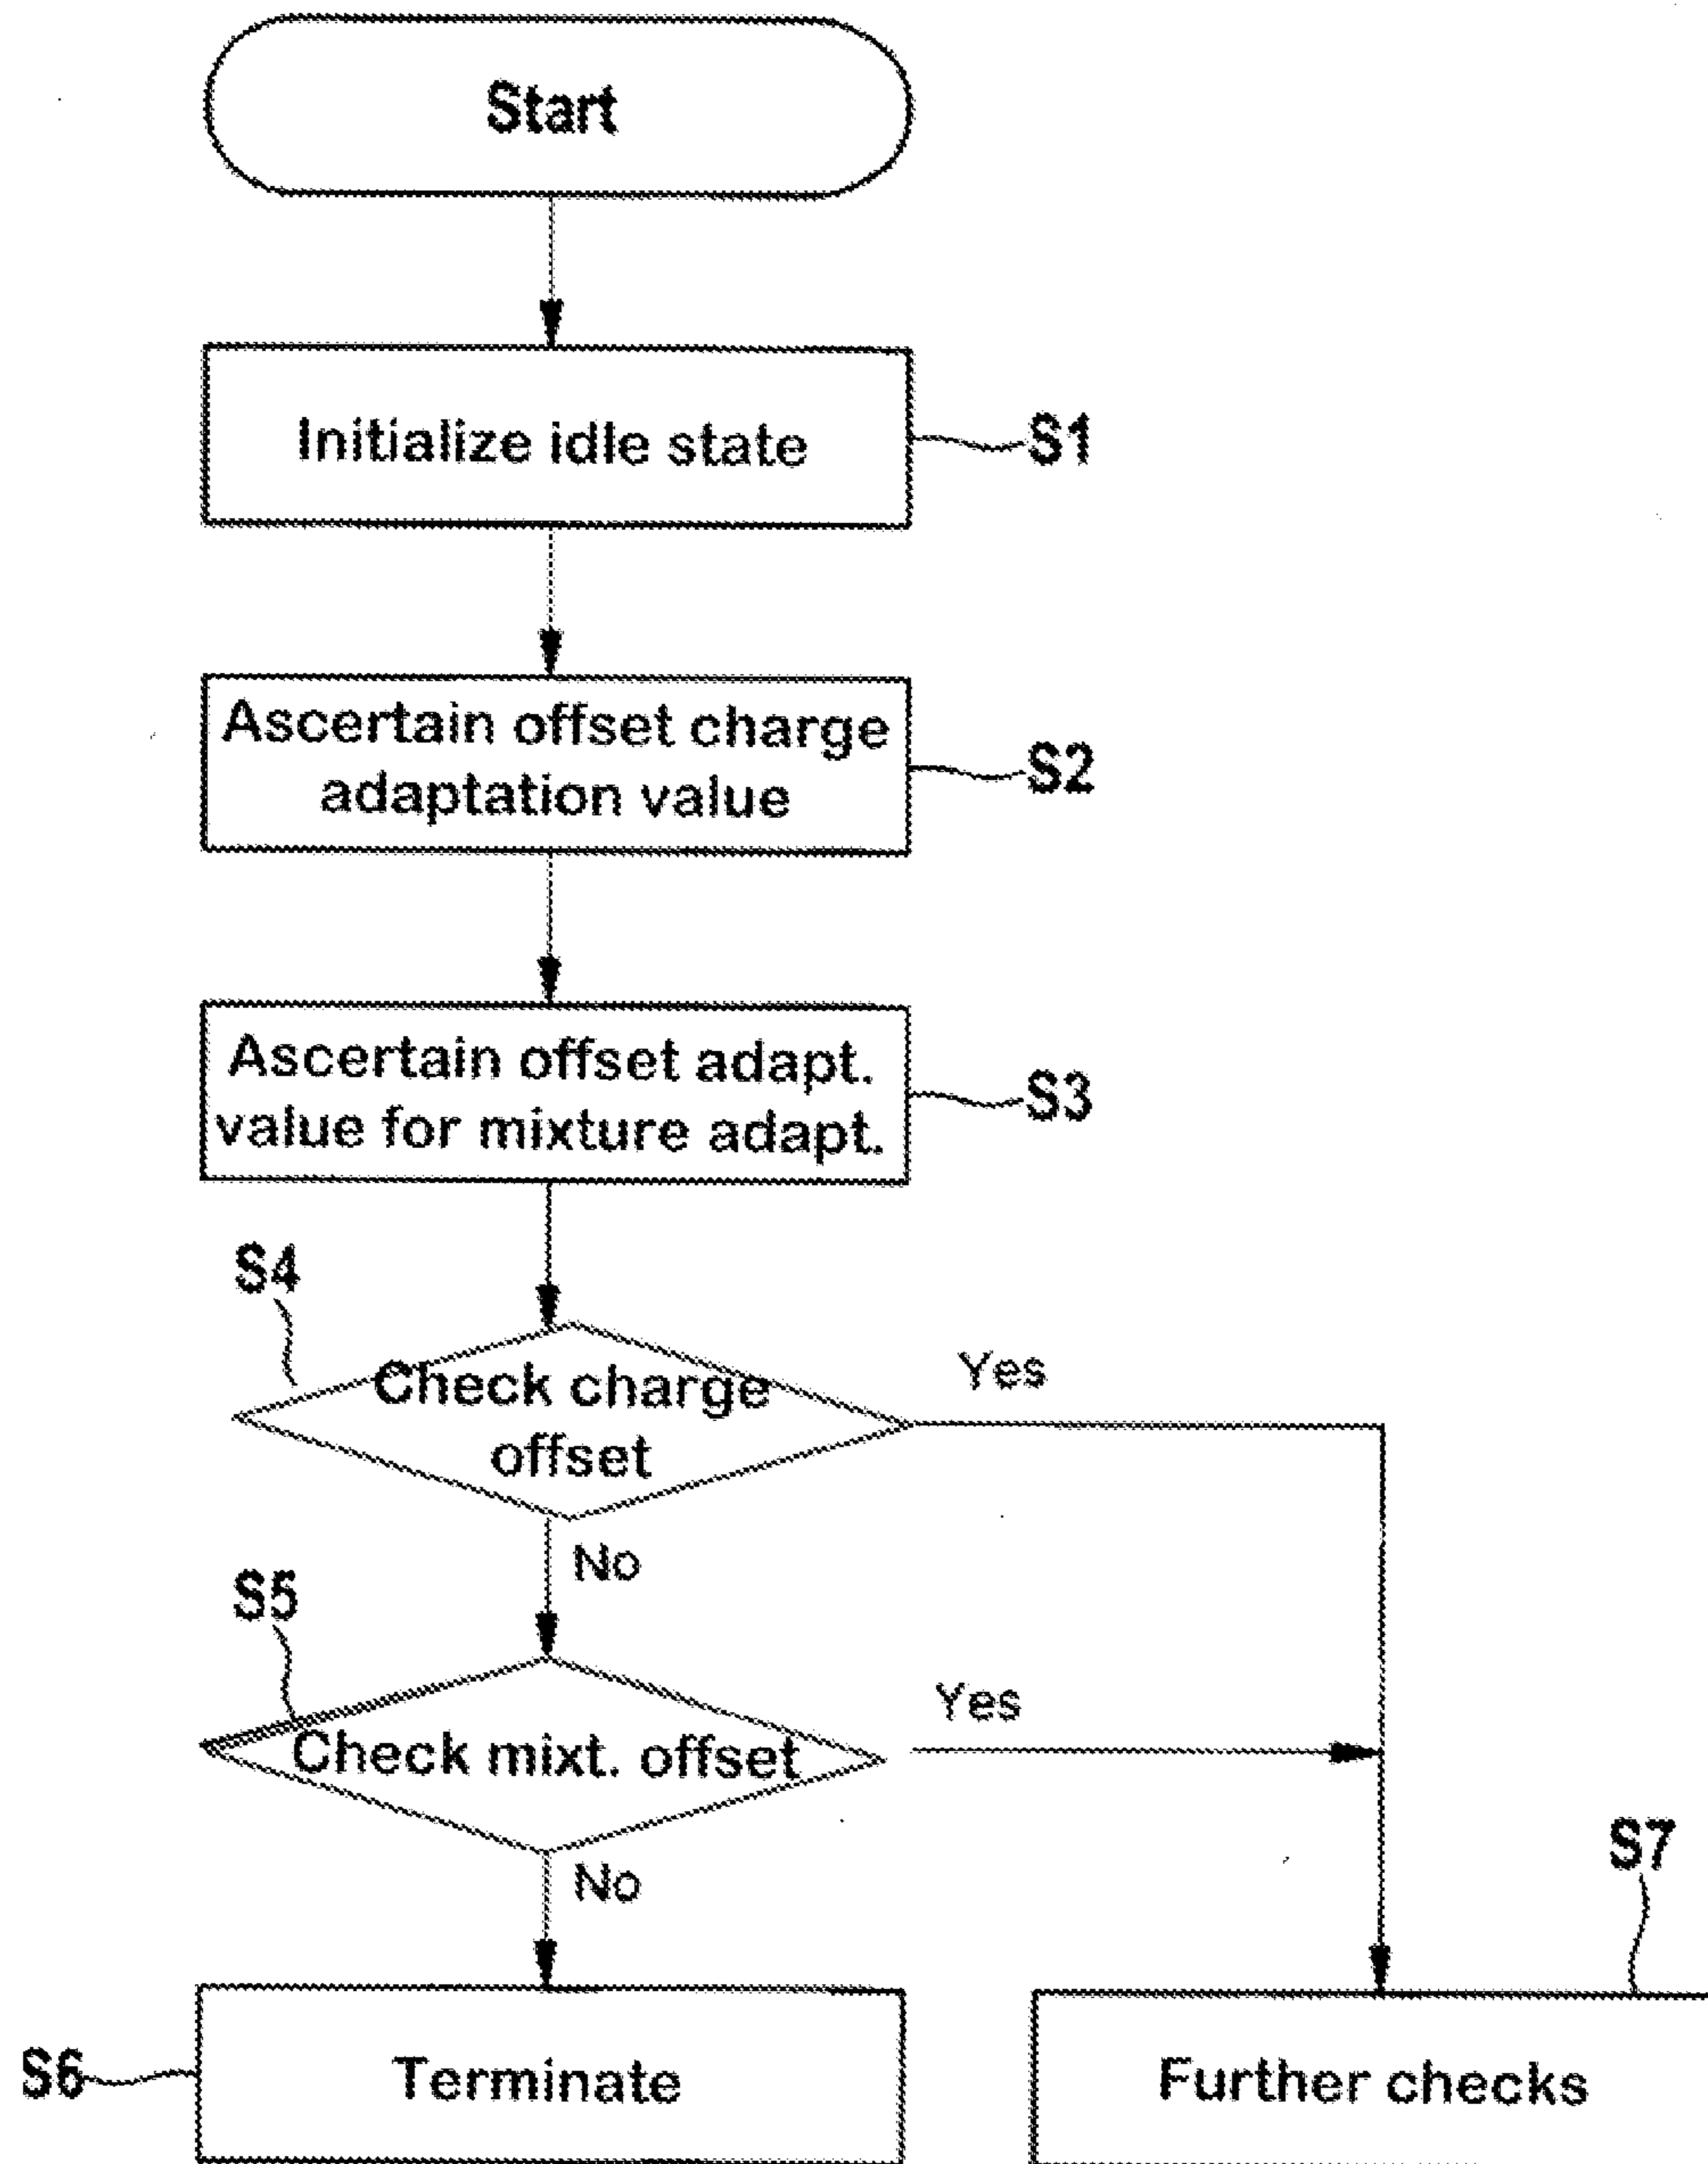 Start
Initialize idle state
S1
Ascertain offset charge
adaptation value
S2
Ascertain offset adapt.
value for mixture adapt.
S3
S4
Check charge
offset
Yes
No
S5
Check mixt. offset
Yes
No
S7
S6
Terminate
Further checks